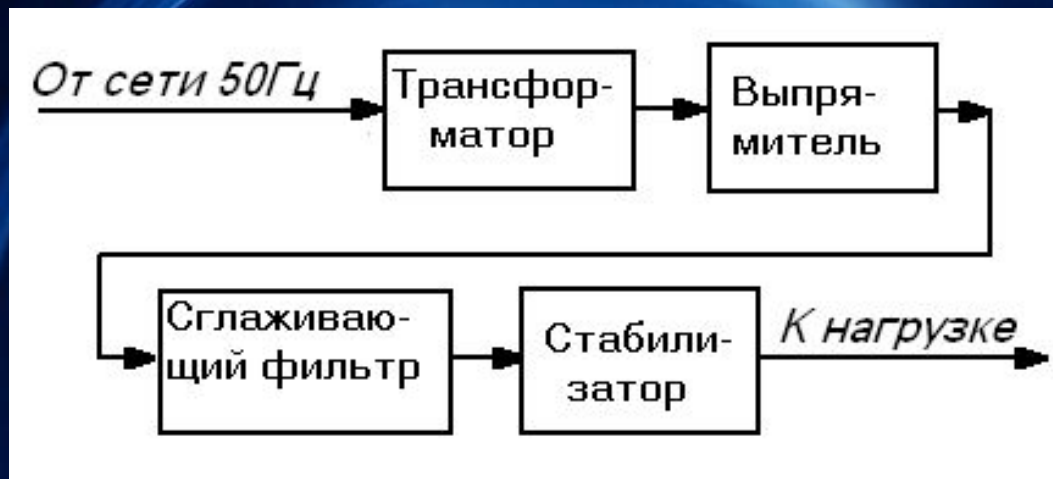 От сети 50Гц
Трансфор-
матор
Выпря-
митель
Сглаживаю-
щий фильтр
Стабили-
затор
К нагрузке